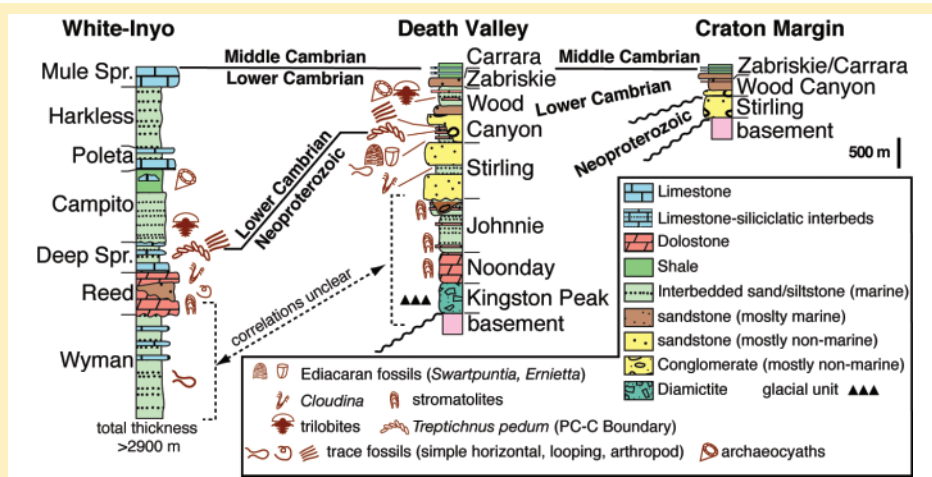 White-Inyo
Death Valley
Craton Margin
Middle Cambrian
Lower Cambrian
Middle Cambrian
Lower Cambrian
Neoproterozoic
Lower Cambrian
Neoproterozoic
Mule Spr.
Harkless
Poleta
Campito
Deep Spr.
Reed
Wyman
total thickness
>2900 m
correlations unclear
Carrara
Zabriskie
Wood
Canyon
Stirling
Johnnie
Noonday
Kingston Peak
basement
Zabriskie/Carrara
Wood Canyon
Stirling
basement
500 m
Limestone
Limestone-siliciclatic interbeds
Dolostone
Shale
Interbedded sand/siltstone (marine)
sandstone (moslty marine)
sandstone (mostly non-marine)
Conglomerate (mostly non-marine)
Diamictite glacial unit
Ediacaran fossils (Swartpuntia, Ernietta)
Cloudina stromatolites
trilobites Treptichnus pedum (PC-C Boundary)
trace fossils (simple horizontal, looping, arthropod) archaeocyaths